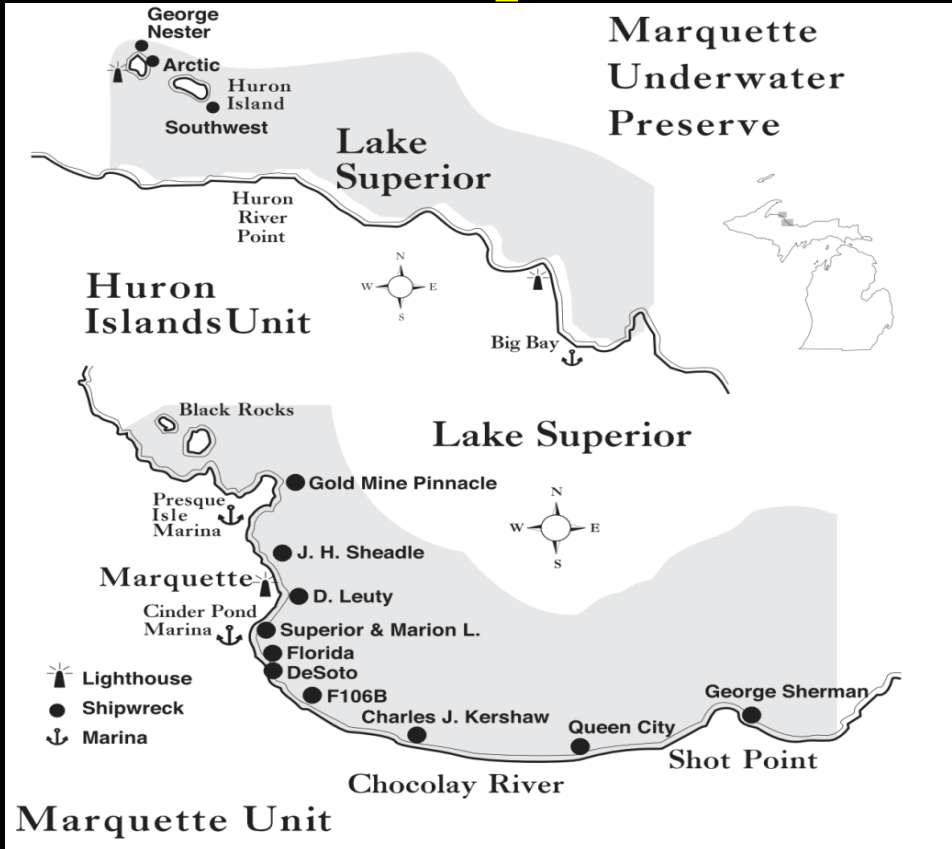 Marquette
Underwater
Preserve
George
Nester
Arctic
Huron
Island
Southwest
Lake
Superior
Huron
River
Point
N
W E
S
Huron
Islands Unit
Big Bay
Black Rocks
Lake Superior
Gold Mine Pinnacle
Presque
Isle
Marina
N
W E
S
J. H. Sheadle
Marquette
D. Leuty
Cinder Pond
Marina
Superior & Marion L.
Florida
DeSoto
F106B
Lighthouse
Shipwreck
Marina
Charles J. Kershaw
Queen City
George Sherman
Shot Point
Chocolay River
Marquette Unit